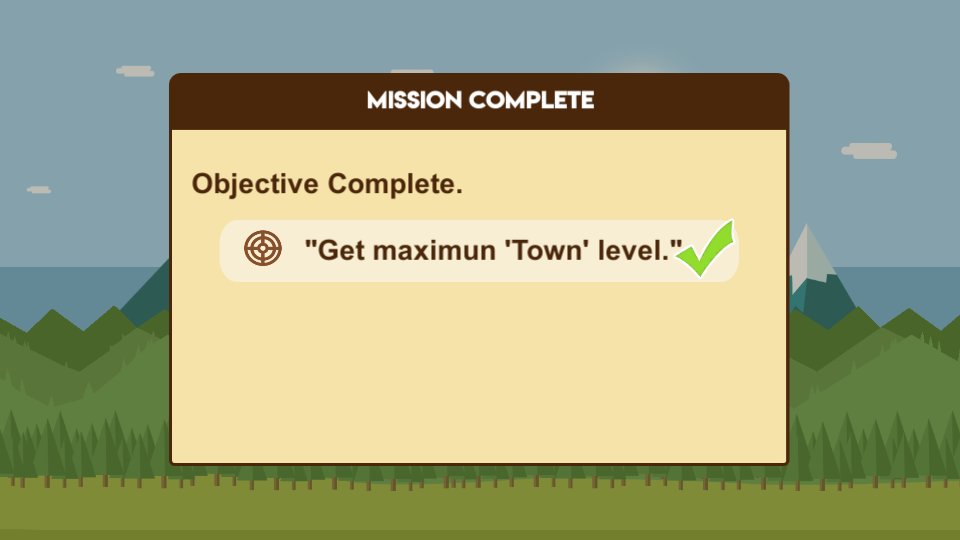 MISSION COMPLETE
Objective Complete.
"Get maximun 'Town' level."